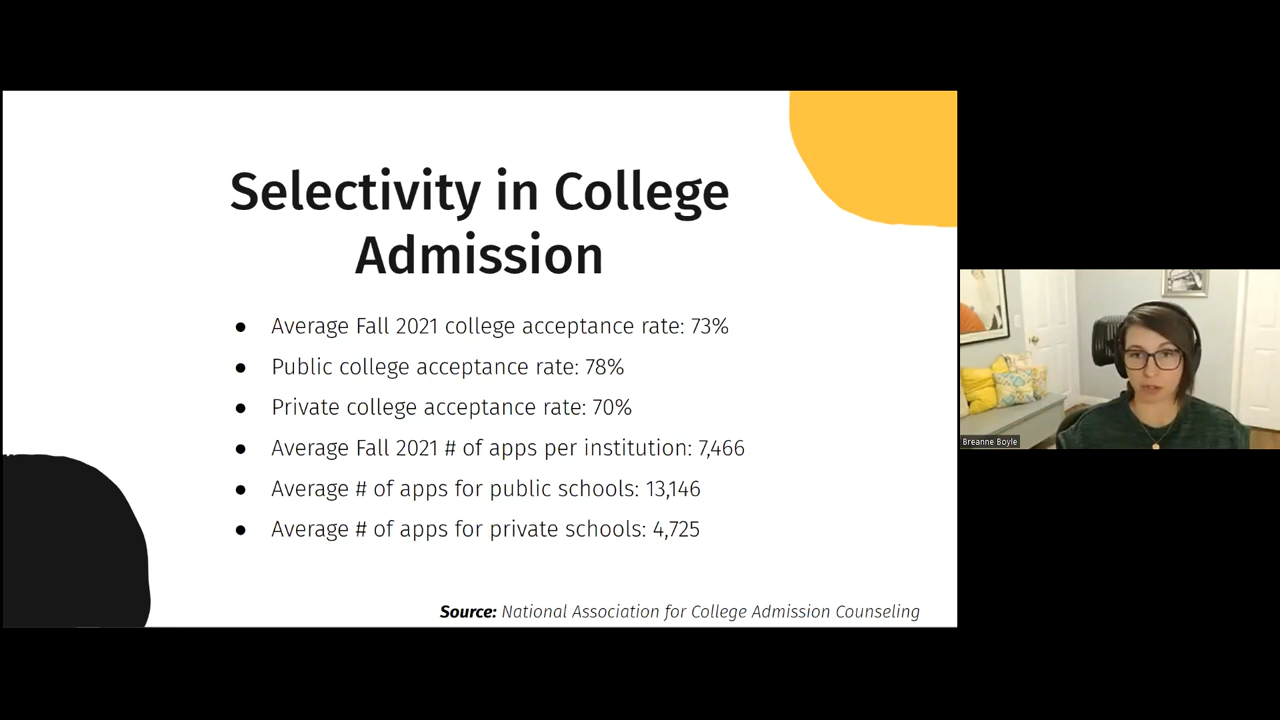 Selectivity in College
Admission
● Average Fall 2021 college acceptance rate: 73%
● Public college acceptance rate: 78%
● Private college acceptance rate: 70%
● Average Fall 2021 # of apps per institution: 7,466
● Average # of apps for public schools: 13,146
● Average # of apps for private schools: 4,725
Source: National Association for College Admission Counseling
Breanne Boyle